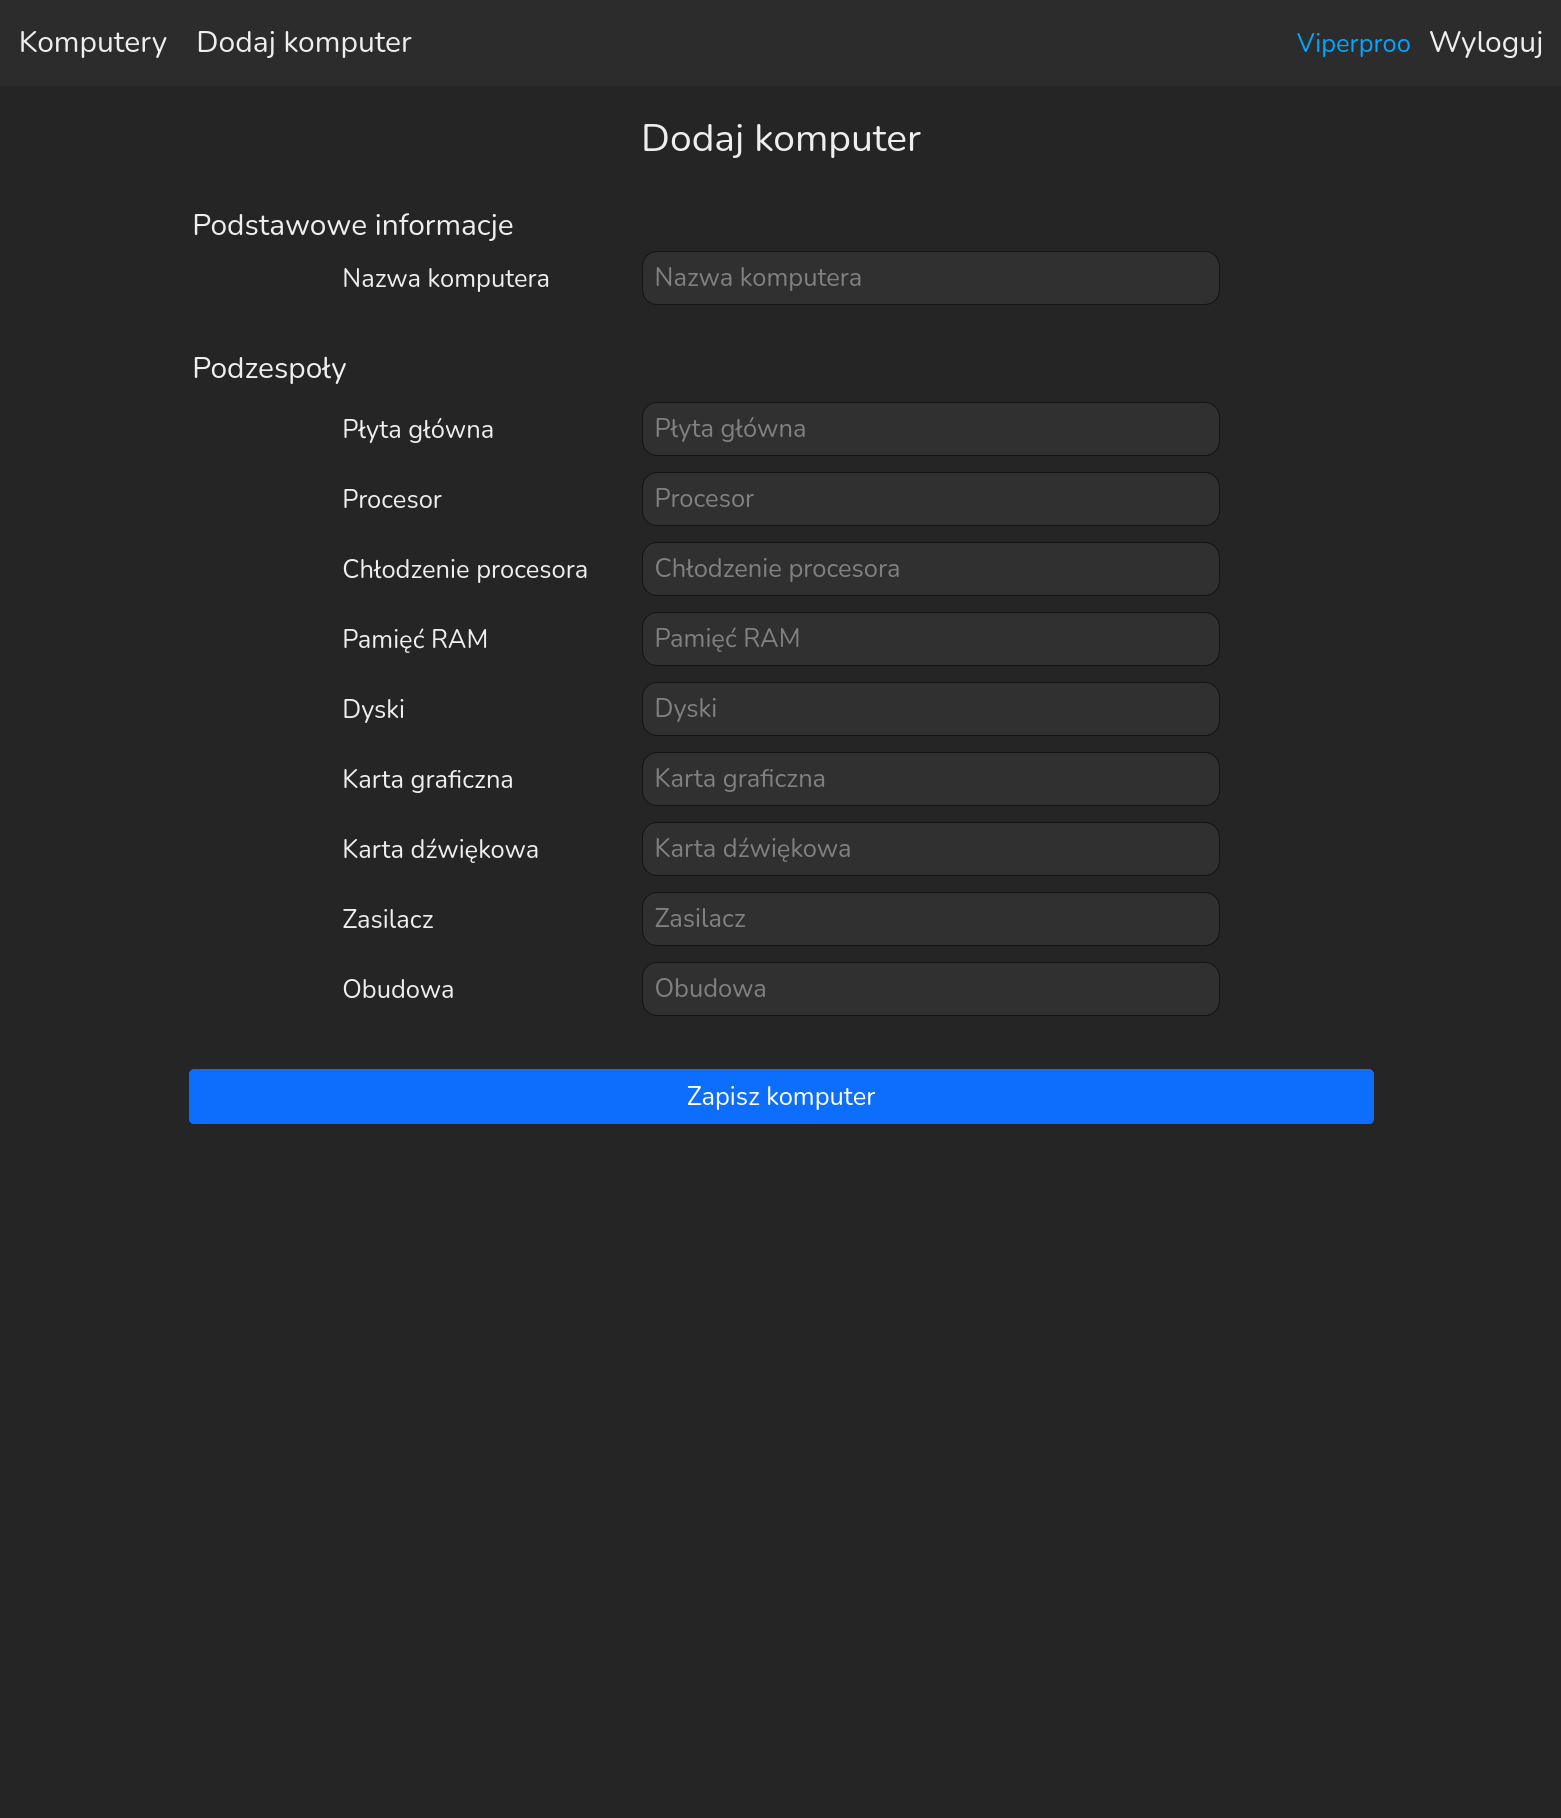 Komputery Dodaj komputer Viperproo Wyloguj
Dodaj komputer
Podstawowe informacje
Nazwa komputera Nazwa komputera
Podzespoły
Płyta główna Płyta główna
Procesor Procesor
Chłodzenie procesora Chłodzenie procesora
Pamięć RAM Pamięć RAM
Dyski Dyski
Karta graficzna Karta graficzna
Karta dźwiękowa Karta dźwiękowa
Zasilacz Zasilacz
Obudowa Obudowa
Zapisz komputer